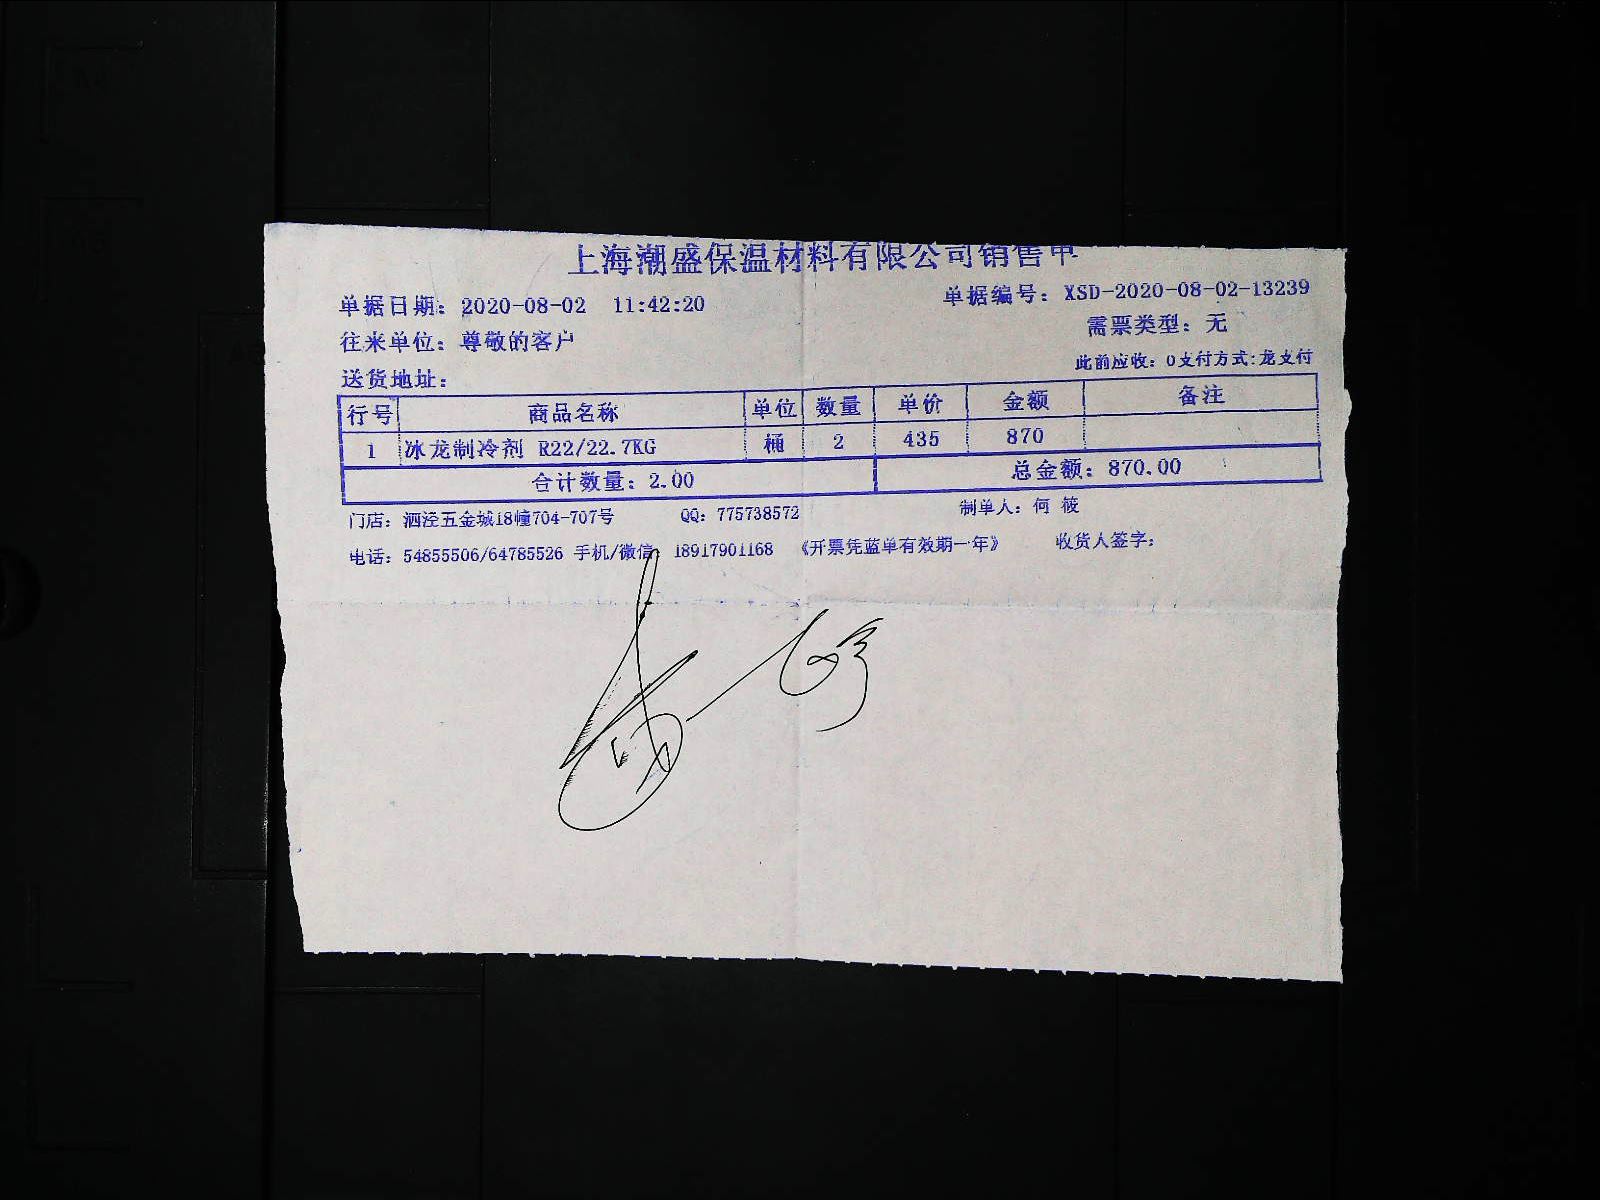 上海潮盛保温材料有限公司销售单
单据日期：2020-08-02 11:42:20 单据编号：XSD-2020-08-02-13239
往来单位：尊敬的客户 需票类型：无
此前应收：0支付方式:龙支付
送货地址：
行号 商品名称 单位 数量 单价 金额 备注
1 冰龙制冷剂 R22/22.7KG 桶 2 435 870
合计数量：2.00 总金额：870.00
门店：泗泾五金城18幢704-707号 QQ：775738572 制单人：何 筱
电话：54855506/64785526 手机/微信： 18917901168 《开票凭蓝单有效期一年》 收货人签字：